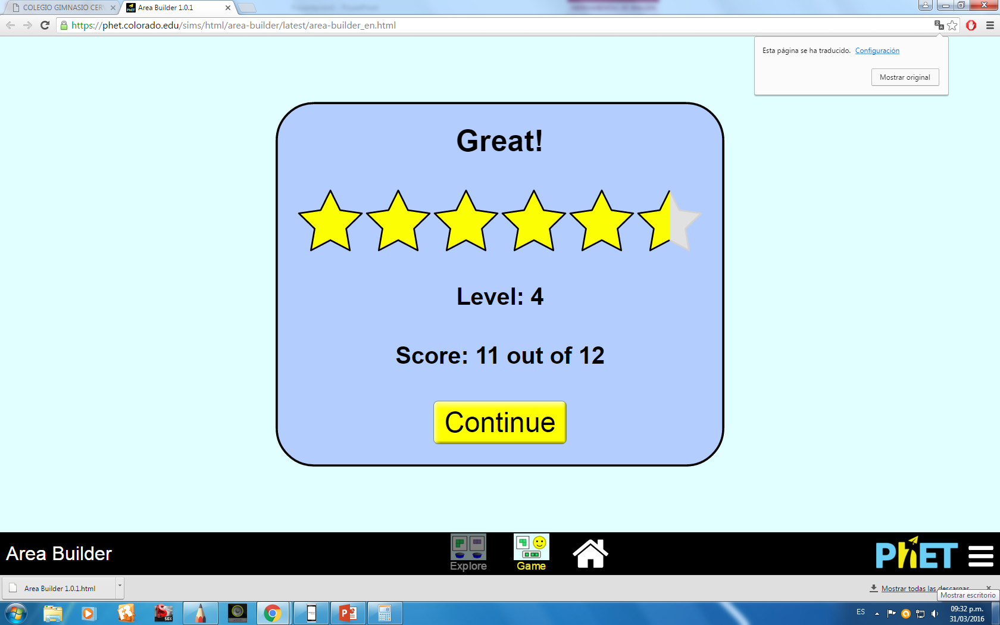 COLEGIO GIMNASIO CER
Area Builder 1.0.1
https://phet.colorado.edu/sims/html/area-builder/latest/area-builder_en.html
Esta página se ha traducido. Configuración
Mostrar original
Great!
Level: 4
Score: 11 out of 12
Continue
Area Builder
Explore
Game
PhET
Area Builder 1.0.1.html
Mostrar todas las descargas...
Mostrar escritorio
ES
09:32 p.m.
31/03/2016